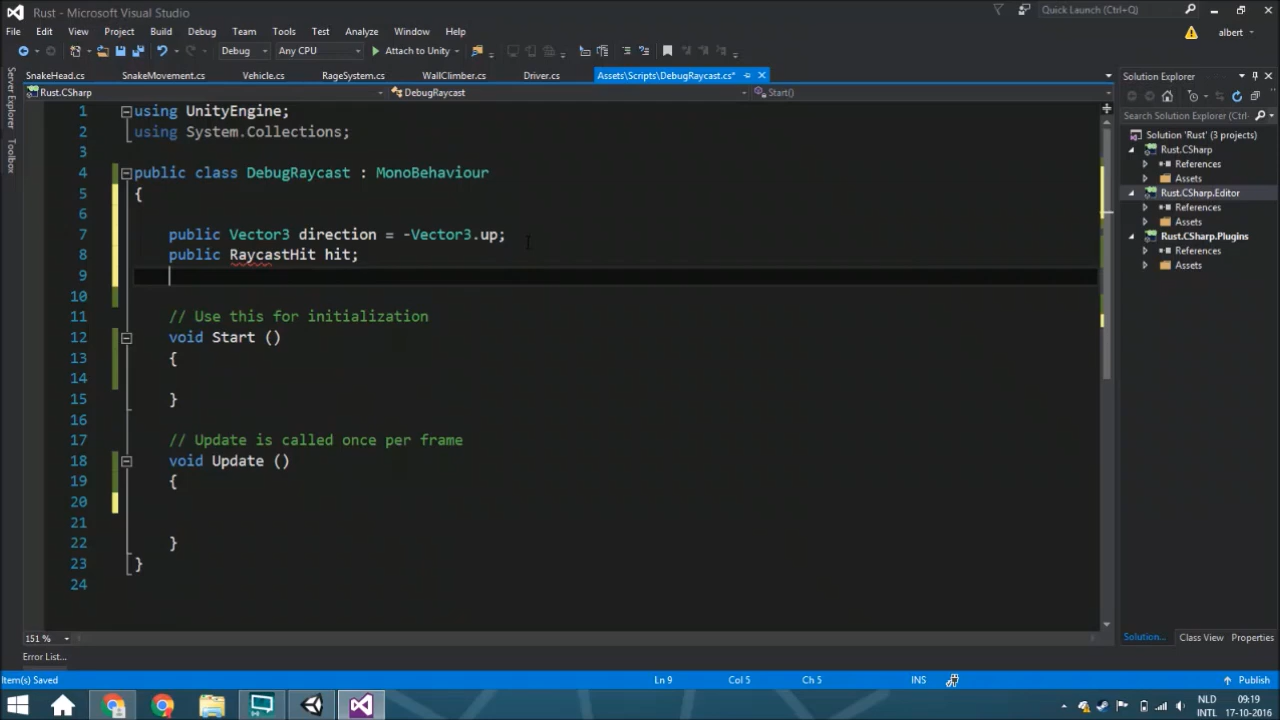 Rust - Microsoft Visual Studio
Quick Launch (Ctrl+Q)
File Edit View Project Build Debug Team Tools Test Analyze Window Help
albert
Debug Any CPU Attach to Unity
SnakeHead.cs SnakeMovement.cs Vehicle.cs RageSystem.cs WallClimber.cs Driver.cs Assets\Scripts\DebugRaycast.cs*
Rust.CSharp DebugRaycast Start()
Server Explorer
Toolbox
1 using UnityEngine;
2 using System.Collections;
3
4 public class DebugRaycast : MonoBehaviour
5 {
6
7 public Vector3 direction = -Vector3.up;
8 public RaycastHit hit;
9
10
11 // Use this for initialization
12 void Start ()
13 {
14
15 }
16
17 // Update is called once per frame
18 void Update ()
19 {
20
21
22 }
23 }
24
151 %
Solution Explorer
Search Solution Explorer (Ctrl+
Solution 'Rust' (3 projects)
Rust.CSharp
References
Assets
Rust.CSharp.Editor
References
Assets
Rust.CSharp.Plugins
References
Assets
Solution... Class View Properties
Error List...
Item(s) Saved Ln 9 Col 5 Ch 5 INS Publish
NLD 09:19
INTL 17-10-2016